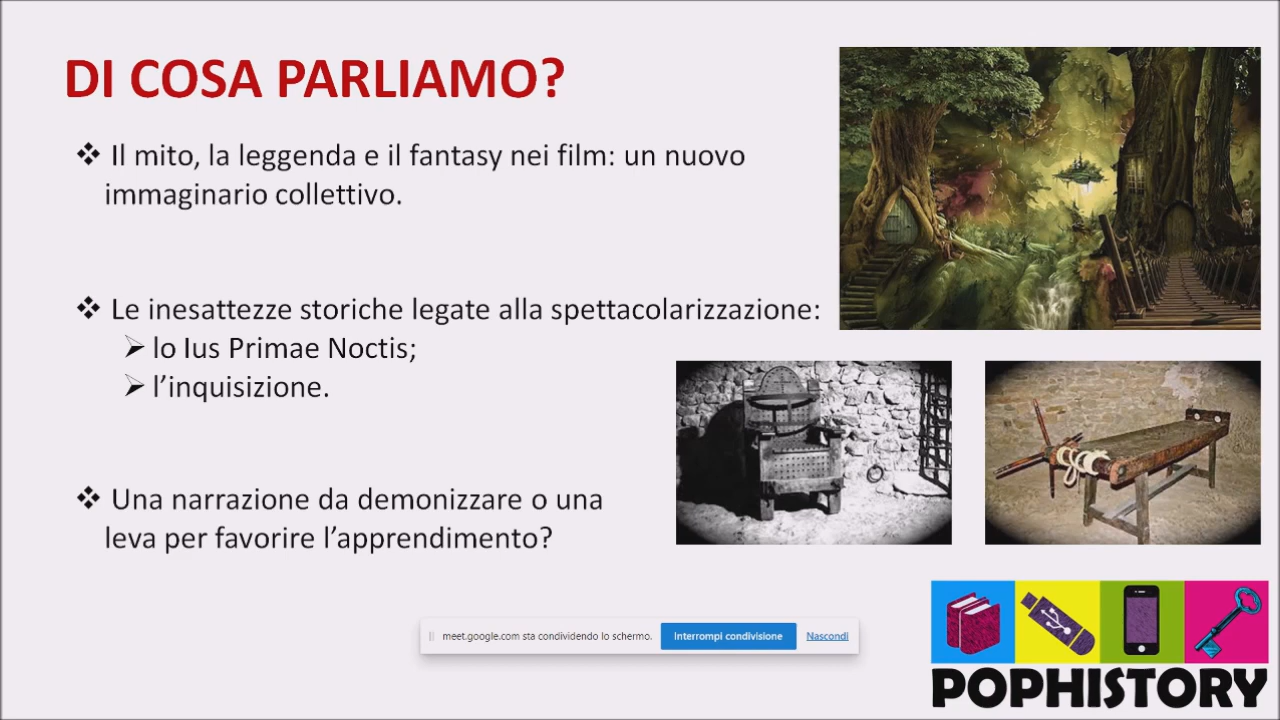 DI COSA PARLIAMO?
Il mito, la leggenda e il fantasy nei film: un nuovo
immaginario collettivo.
Le inesattezze storiche legate alla spettacolarizzazione:
lo Ius Primae Noctis;
l’inquisizione.
Una narrazione da demonizzare o una
leva per favorire l’apprendimento?
meet.google.com sta condividendo lo schermo. Interrompi condivisione Nascondi
POPHISTORY